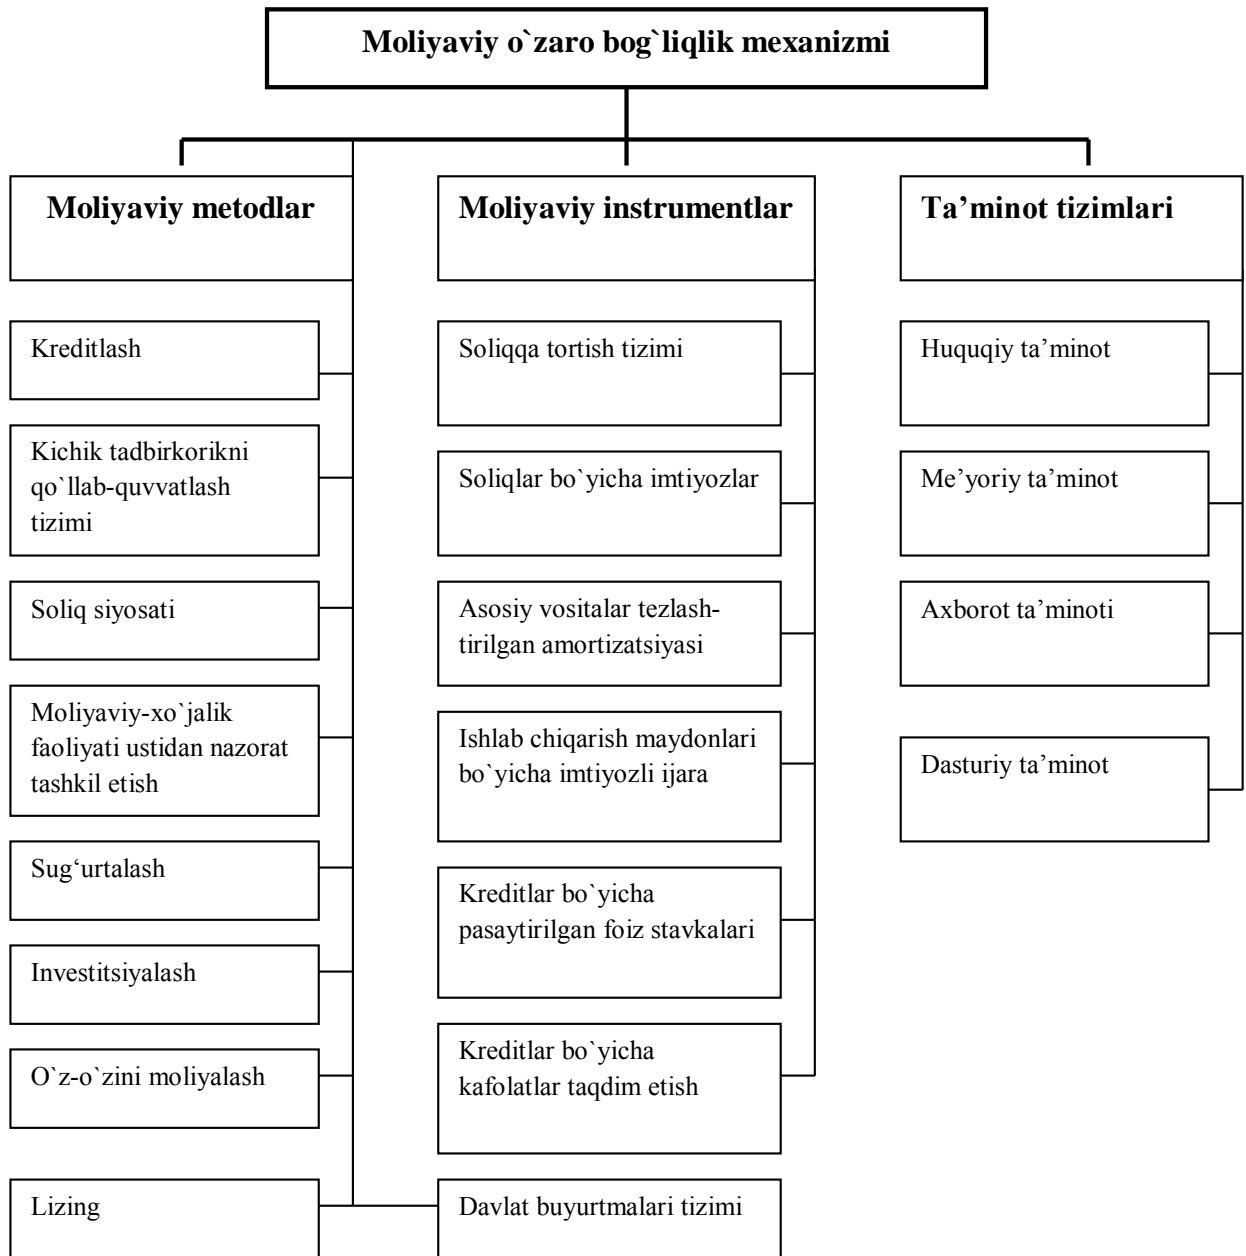 Moliyaviy o`zaro bog`liqlik mexanizmi
Moliyaviy metodlar
Kreditlash
Kichik tadbirkorikni
qo`llab-quvvatlash
tizimi
Soliq siyosati
Moliyaviy-xo`jalik
faoliyati ustidan nazorat
tashkil etish
Sug‘urtalash
Investitsiyalash
O`z-o`zini moliyalash
Lizing
Moliyaviy instrumentlar
Soliqqa tortish tizimi
Soliqlar bo`yicha imtiyozlar
Asosiy vositalar tezlash-
tirilgan amortizatsiyasi
Ishlab chiqarish maydonlari
bo`yicha imtiyozli ijara
Kreditlar bo`yicha
pasaytirilgan foiz stavkalari
Kreditlar bo`yicha
kafolatlar taqdim etish
Davlat buyurtmalari tizimi
Ta’minot tizimlari
Huquqiy ta’minot
Me’yoriy ta’minot
Axborot ta’minoti
Dasturiy ta’minot